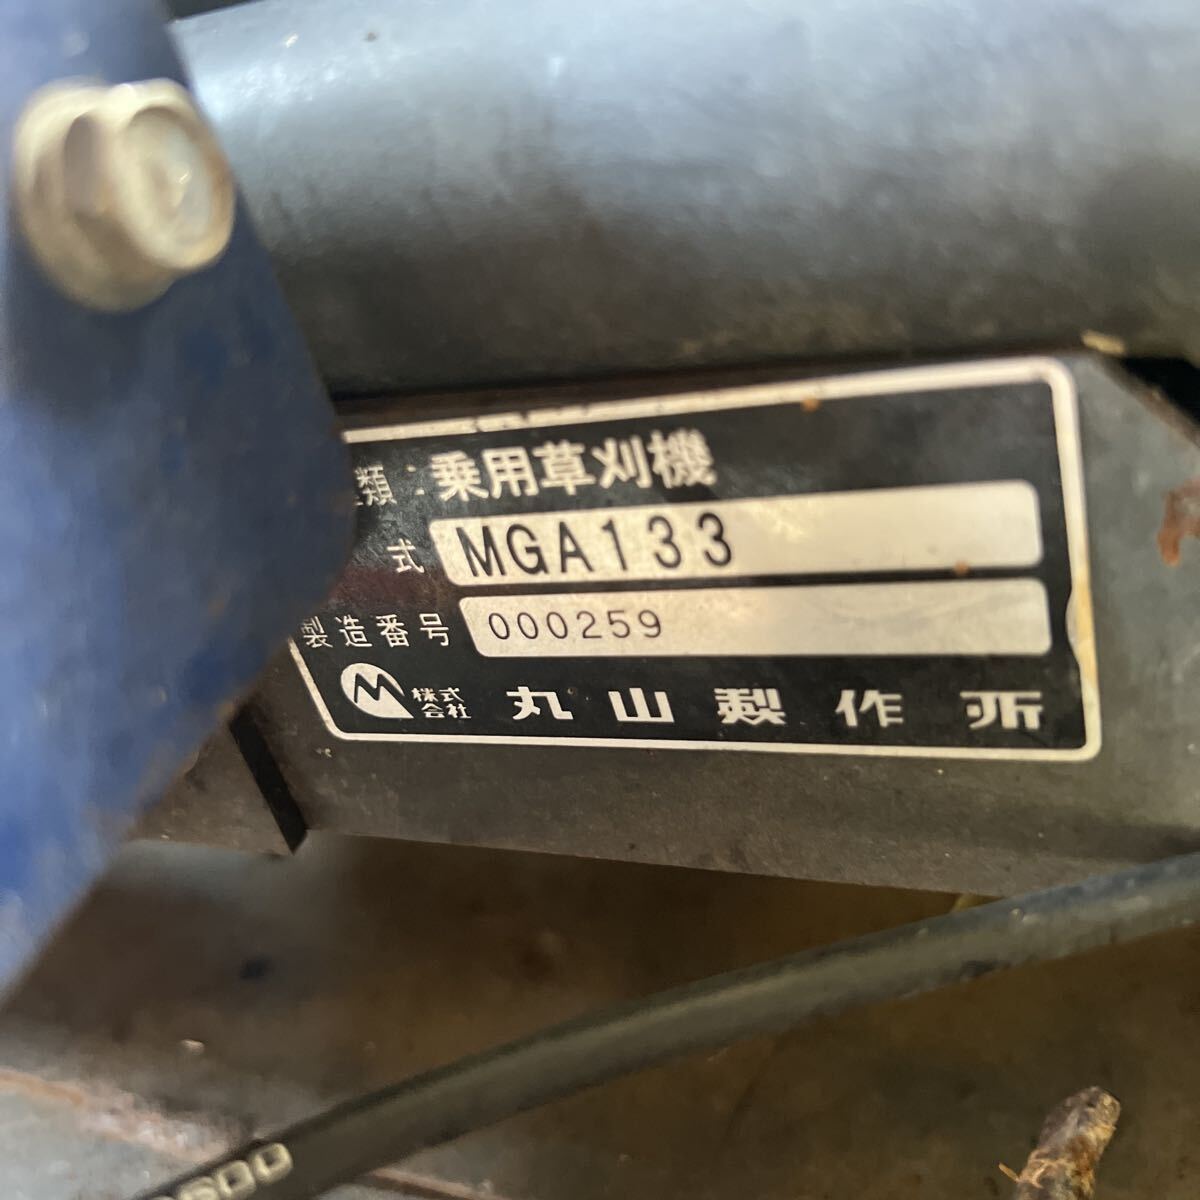 類:乗用草刈機
式 MGA133
製造番号 000259
株式会社 丸山製作所